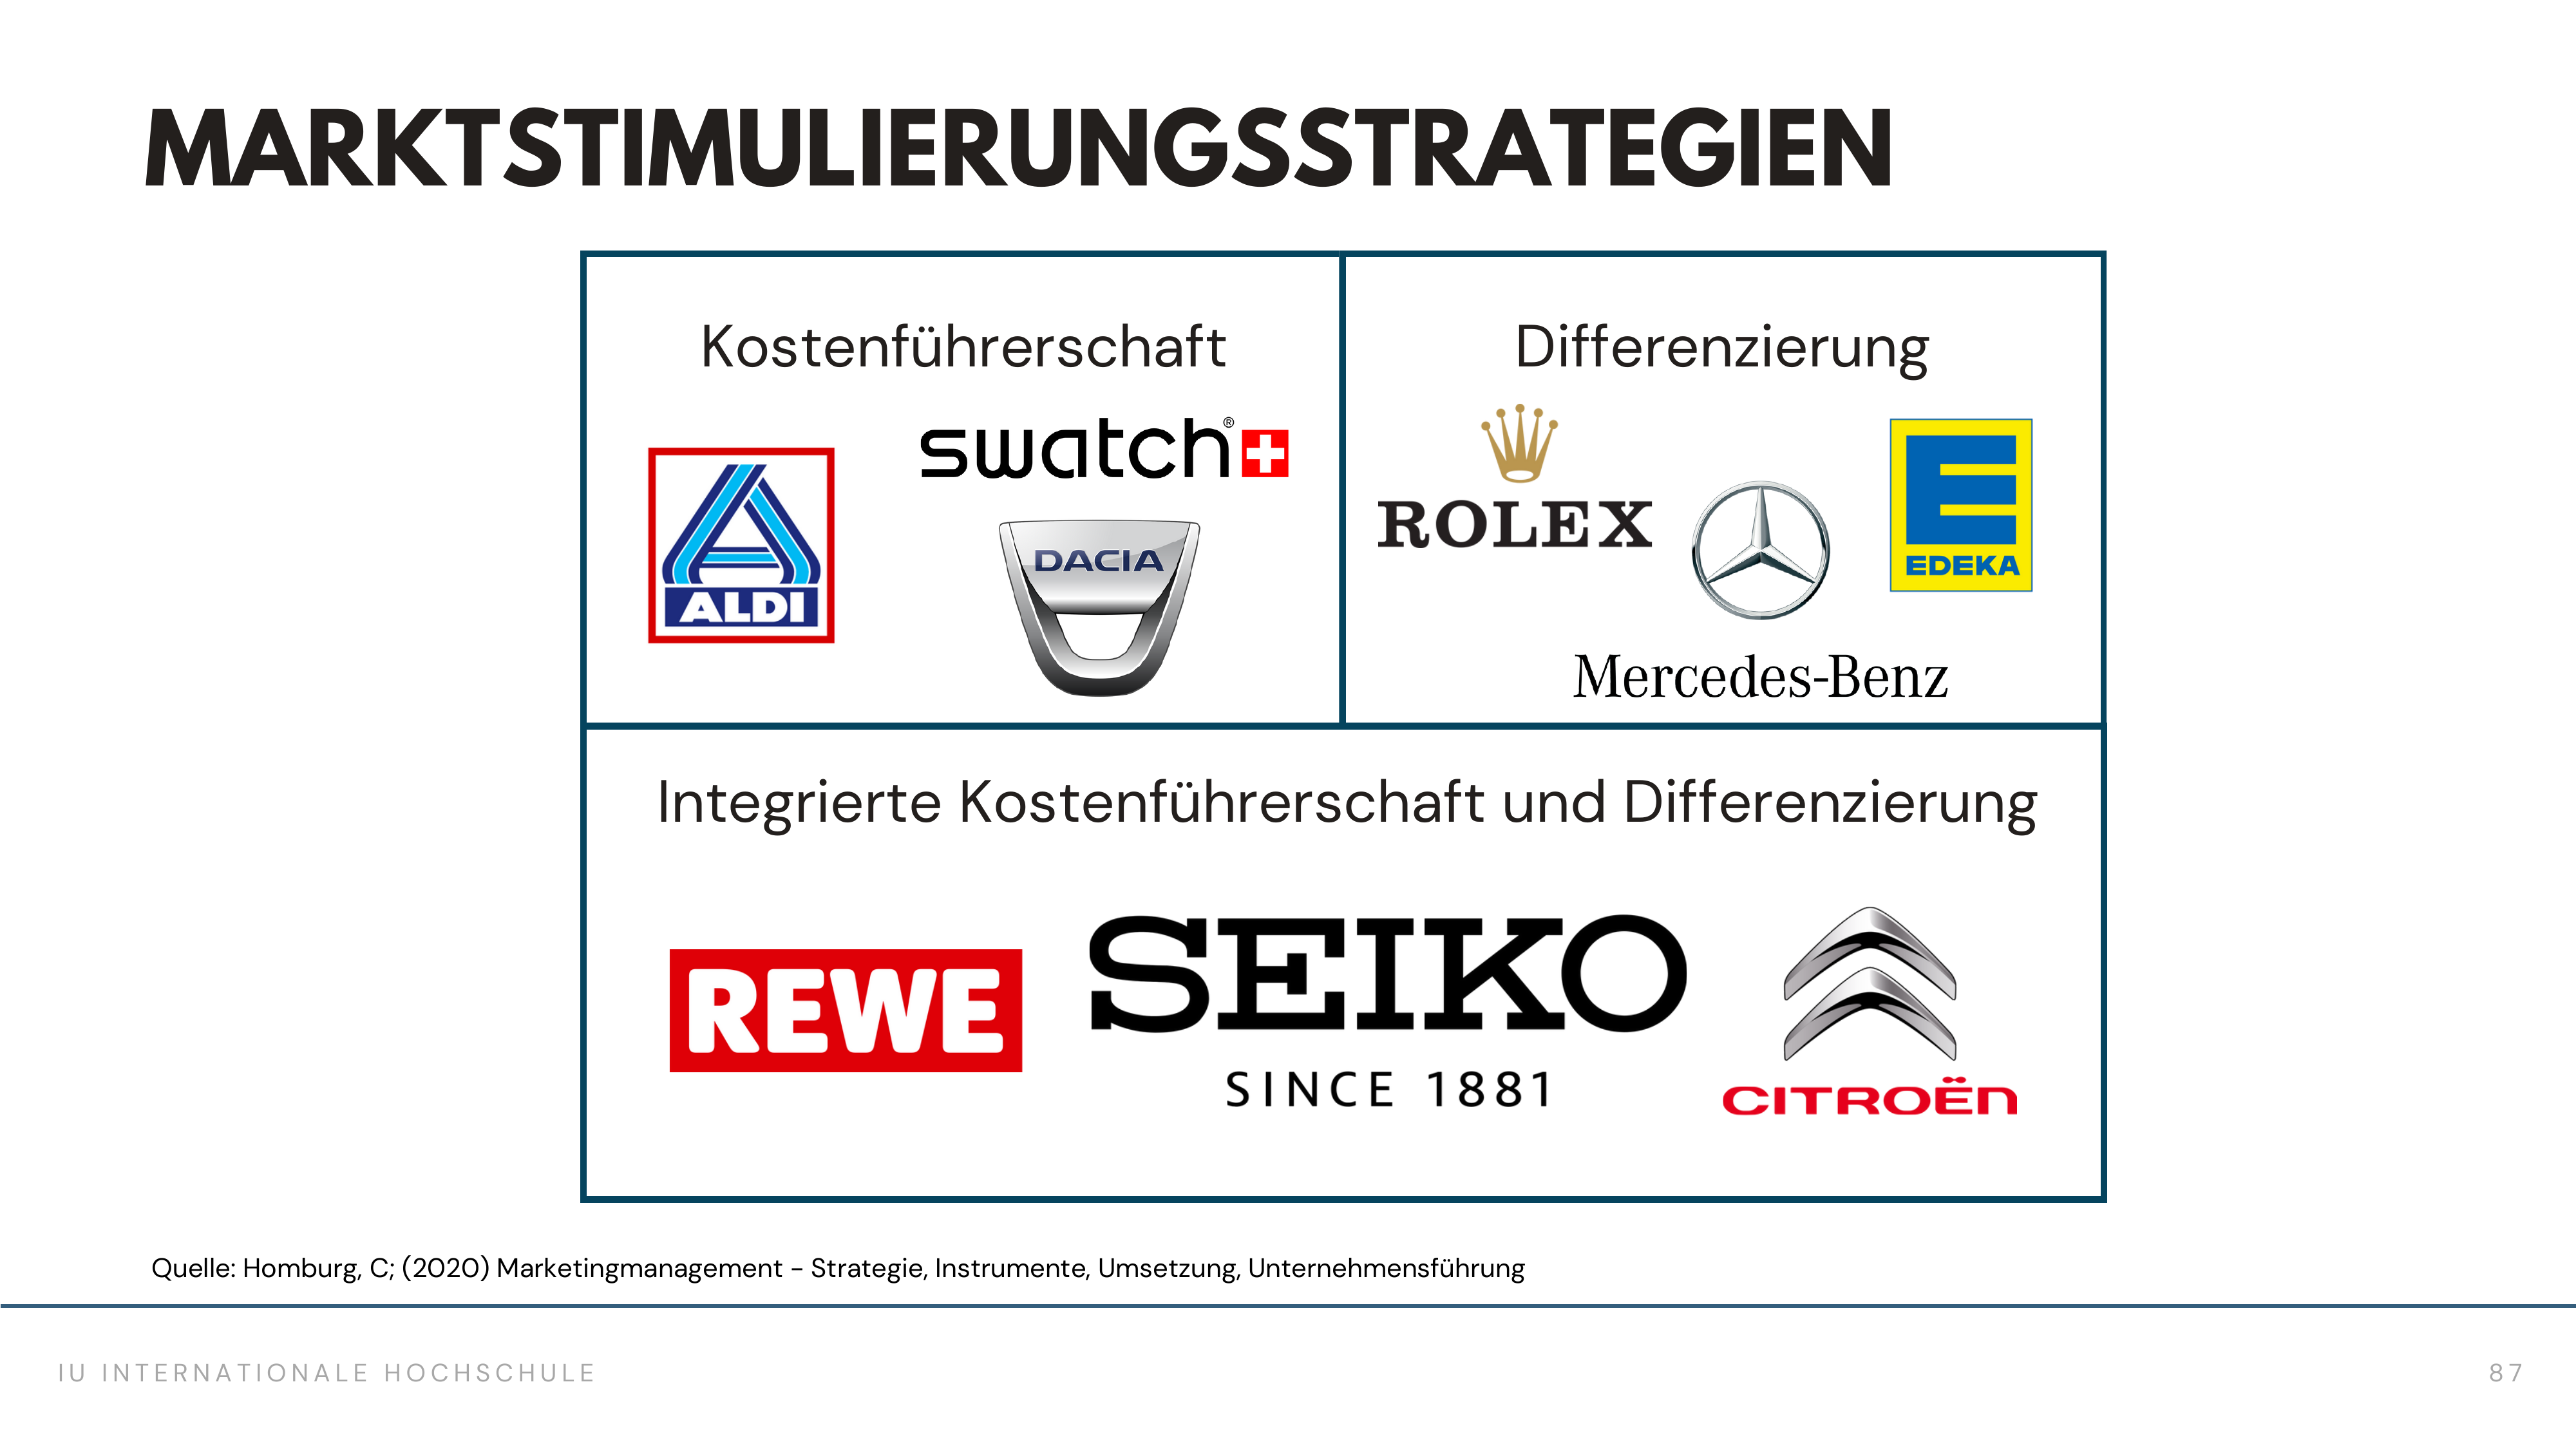 MARKTSTIMULIERUNGSSTRATEGIEN
Kostenführerschaft
swatch®
ALDI
DACIA
Differenzierung
ROLEX
EDEKA
Mercedes-Benz
Integrierte Kostenführerschaft und Differenzierung
REWE
SEIKO
SINCE 1881
CITROËN
Quelle: Homburg, C; (2020) Marketingmanagement - Strategie, Instrumente, Umsetzung, Unternehmensführung
IU INTERNATIONALE HOCHSCHULE
87